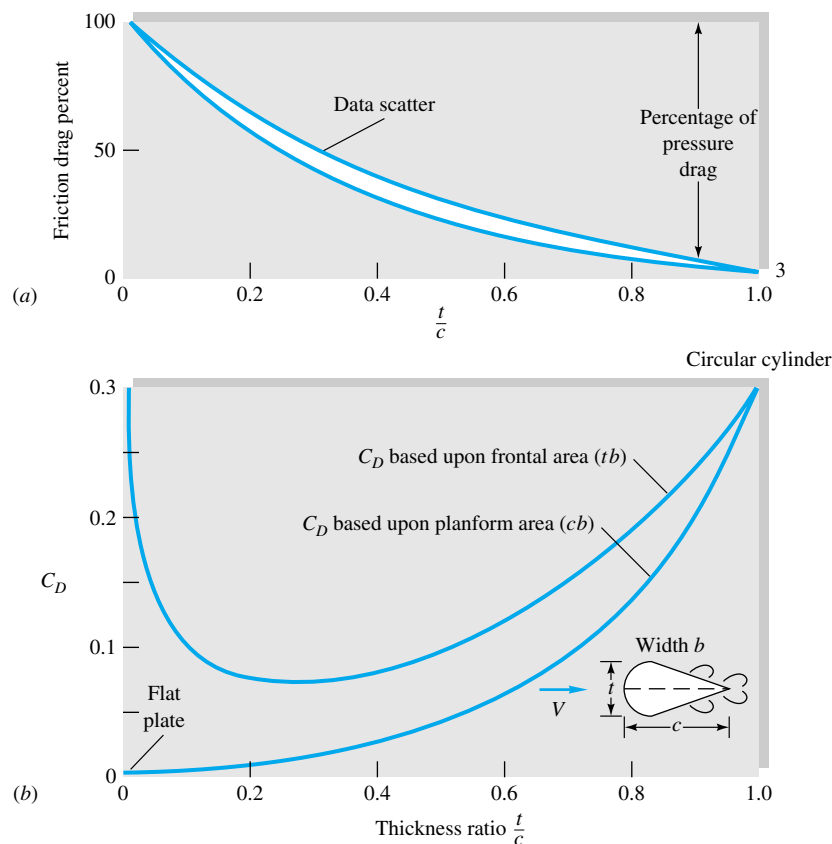 100
50
0
Friction drag percent
Data scatter
Percentage of
pressure
drag
3
(a)
0
0.2
0.4
0.6
0.8
1.0
t
c
Circular cylinder
0.3
0.2
0.1
0
C_D
C_D based upon frontal area (tb)
C_D based upon planform area (cb)
Width b
t
V
c
Flat
plate
(b)
0
0.2
0.4
0.6
0.8
1.0
Thickness ratio t/c